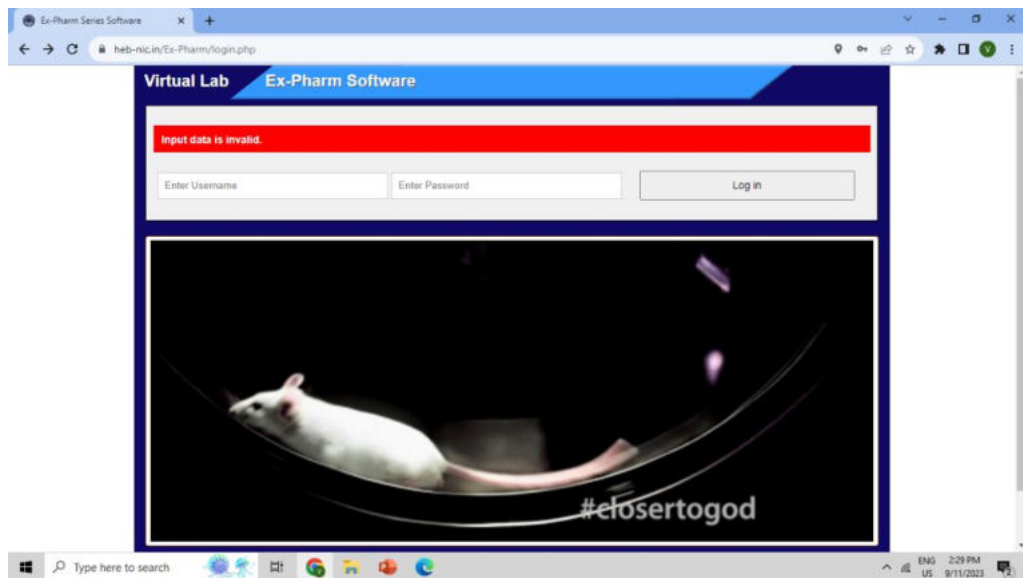 Ex-Pharm Series Software
heb-nic.in/Ex-Pharm/login.php
Virtual Lab Ex-Pharm Software
Input data is invalid.
Enter Username Enter Password Log in
#closertogod
Type here to search
ENG 2:29 PM
US 9/11/2023 2